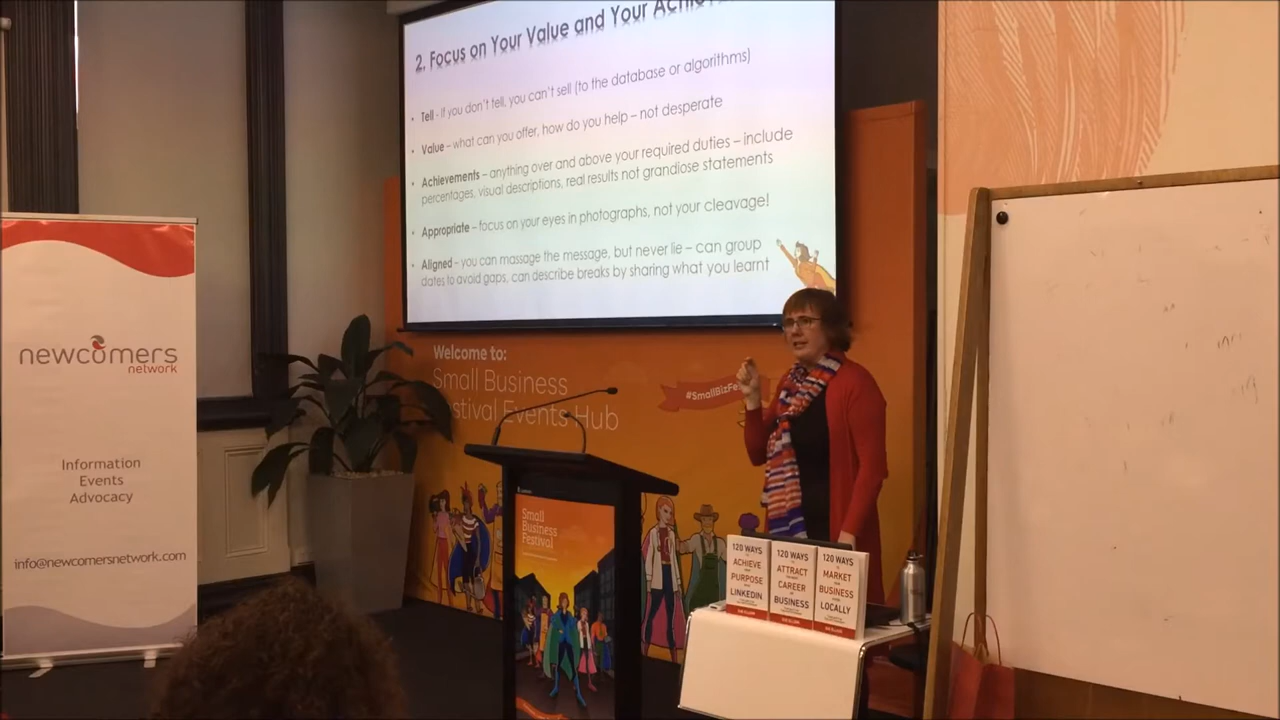 2. Focus on Your Value and Your
• Tell - if you don't tell, you can't sell (to the database or algorithms)
• Value – what can you offer, how do you help – not desperate
• Achievements – anything over and above your required duties – include
percentages, visual descriptions, real results not grandiose statements
• Appropriate – focus on your eyes in photographs, not your cleavage!
• Aligned – you can massage the message, but never lie – can group
dates to avoid gaps, can describe breaks by sharing what you learnt
newcomers
network
Information
Events
Advocacy
info@newcomersnetwork.com
Welcome to:
Small Business
Festival Events Hub
#SmallBizFe
Small
Business
Festival
120 WAYS
ACHIEVE
PURPOSE
LINKEDIN
120 WAYS
TO
ATTRACT
CAREER
BUSINESS
120 WAYS
TO
MARKET
BUSINESS
LOCALLY